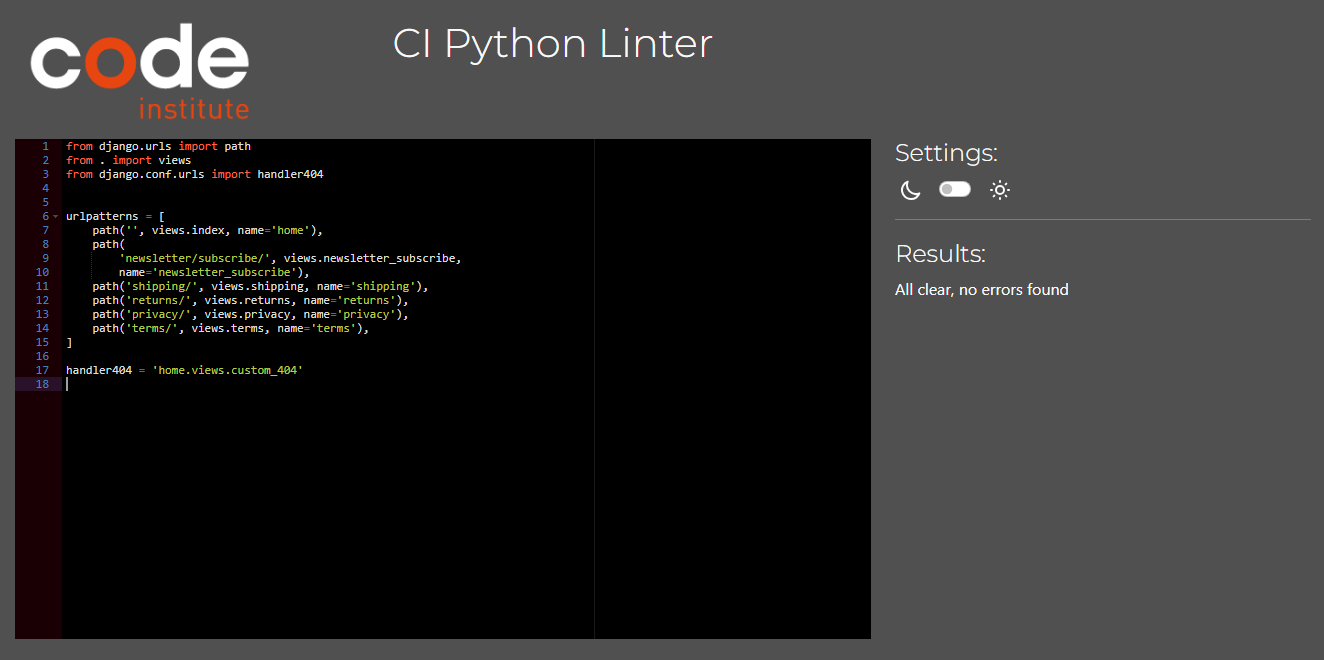 code
institute
CI Python Linter
1 from django.urls import path
2 from . import views
3 from django.conf.urls import handler404
4
5
6 urlpatterns = [
7     path('', views.index, name='home'),
8     path(
9         'newsletter/subscribe/', views.newsletter_subscribe,
10         name='newsletter_subscribe'),
11     path('shipping/', views.shipping, name='shipping'),
12     path('returns/', views.returns, name='returns'),
13     path('privacy/', views.privacy, name='privacy'),
14     path('terms/', views.terms, name='terms'),
15 ]
16
17 handler404 = 'home.views.custom_404'
18
Settings:
Results:
All clear, no errors found